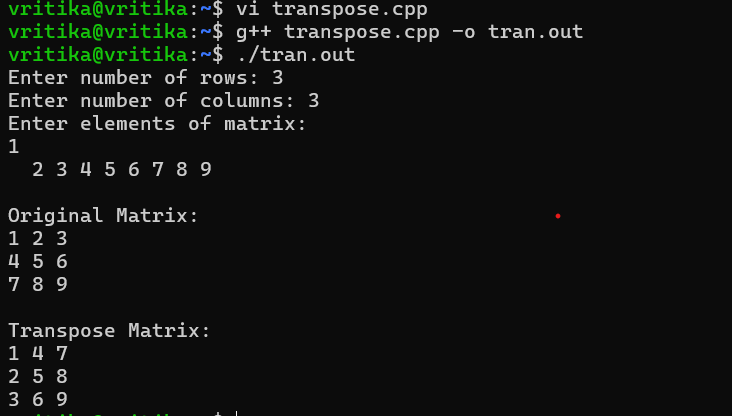 vritika@vritika:~$ vi transpose.cpp
vritika@vritika:~$ g++ transpose.cpp -o tran.out
vritika@vritika:~$ ./tran.out
Enter number of rows: 3
Enter number of columns: 3
Enter elements of matrix:
1
  2 3 4 5 6 7 8 9
Original Matrix:
1 2 3
4 5 6
7 8 9
Transpose Matrix:
1 4 7
2 5 8
3 6 9